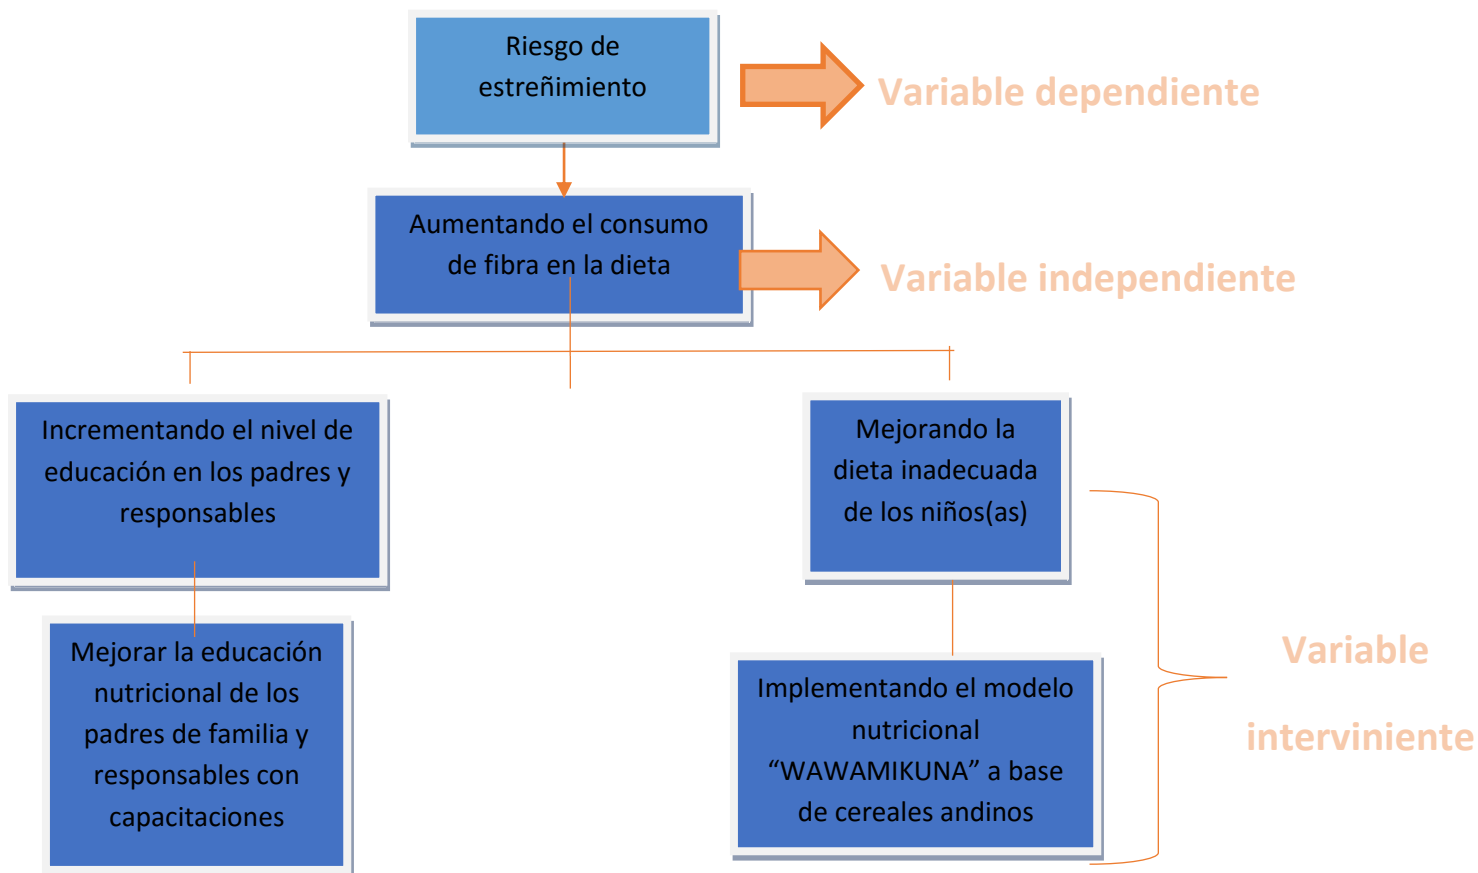 Riesgo de
estreñimiento
Variable dependiente
Aumentando el consumo
de fibra en la dieta
Variable independiente
Incrementando el nivel de
educación en los padres y
responsables
Mejorando la
dieta inadecuada
de los niños(as)
Mejorar la educación
nutricional de los
padres de familia y
responsables con
capacitaciones
Implementando el modelo
nutricional
“WAWAMIKUNA” a base
de cereales andinos
Variable
interviniente